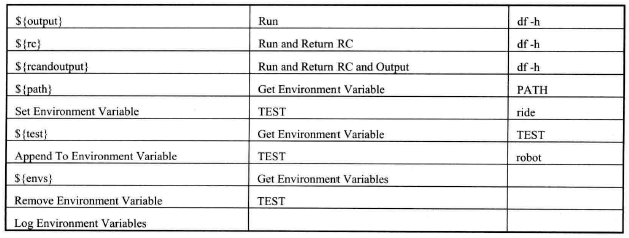 ${output} Run df -h
${rc} Run and Return RC df -h
${rcandoutput} Run and Return RC and Output df -h
${path} Get Environment Variable PATH
Set Environment Variable TEST ride
${test} Get Environment Variable TEST
Append To Environment Variable TEST robot
${envs} Get Environment Variables
Remove Environment Variable TEST
Log Environment Variables